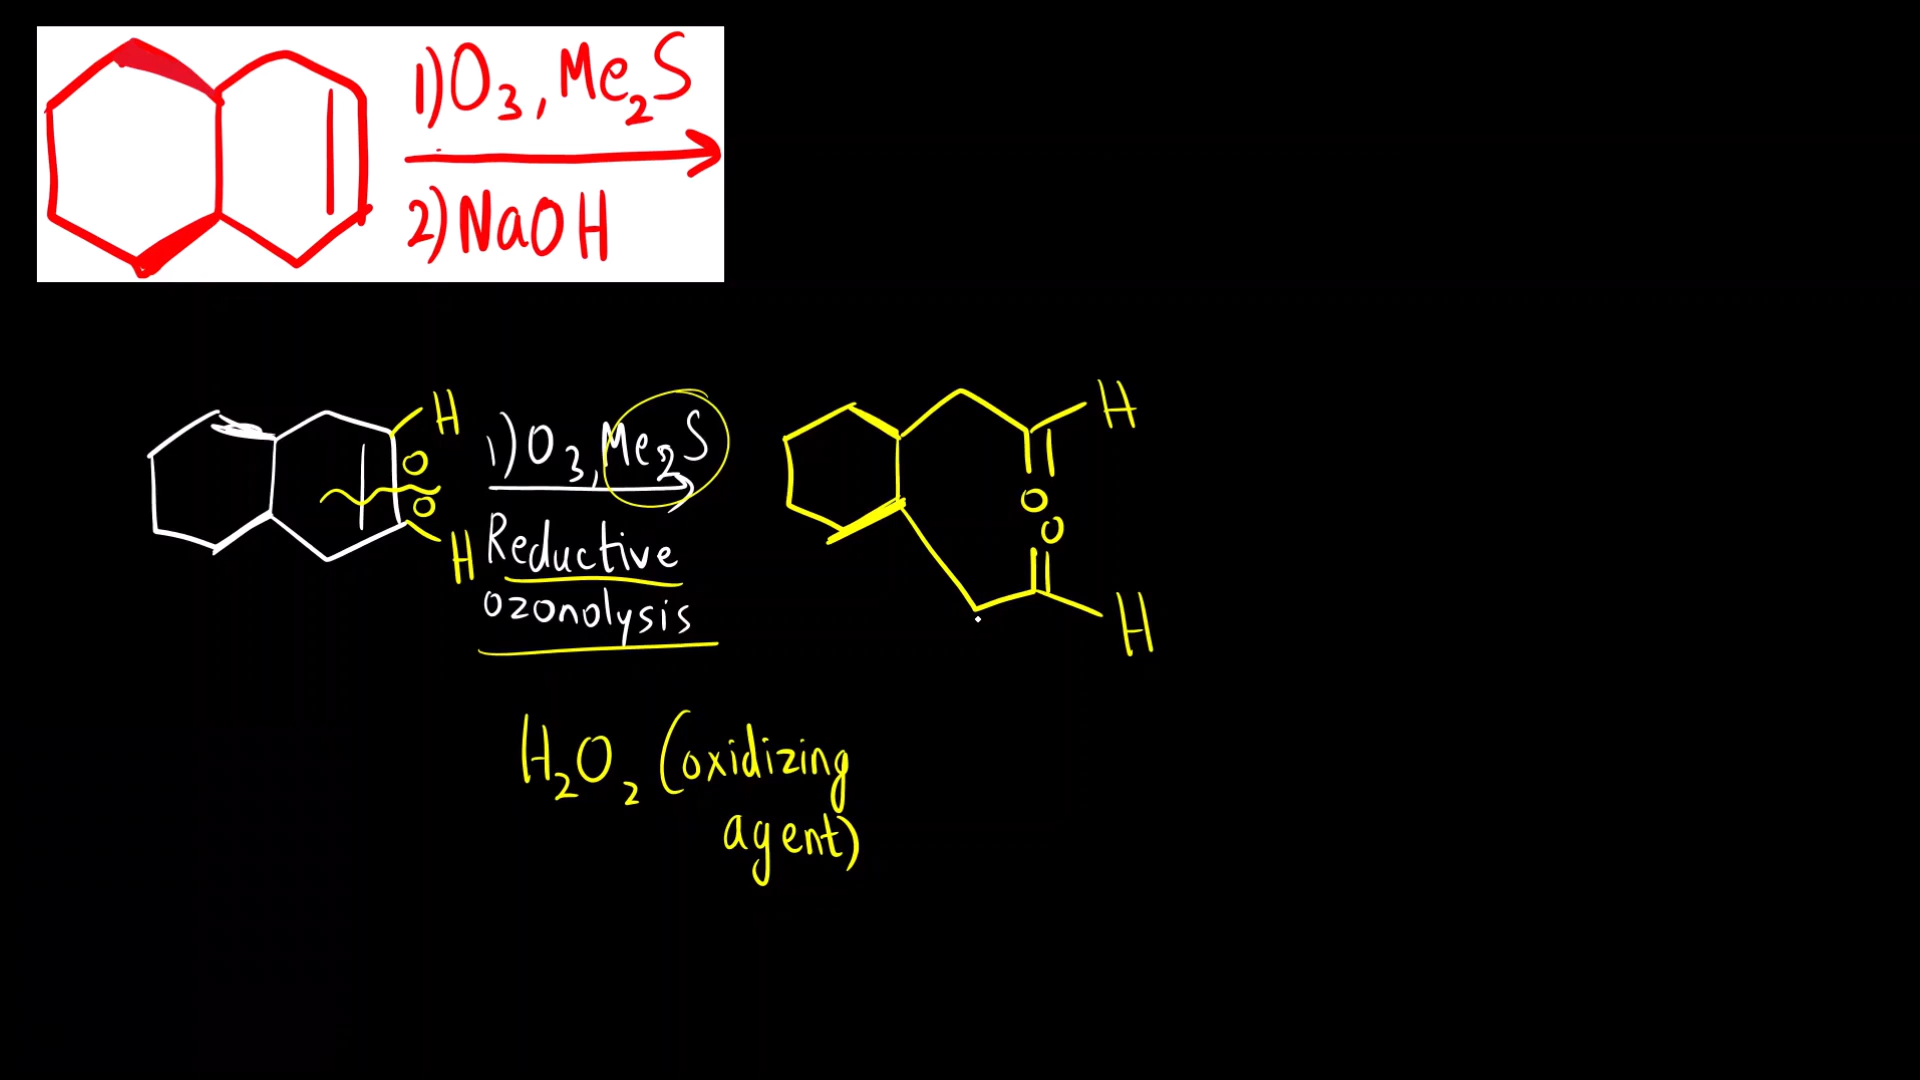 1) O₃, Me₂S
2) NaOH
H
O
O
H
1) O₃, Me₂S
Reductive
ozonolysis
H
O
O
H
H₂O₂ (oxidizing
agent)